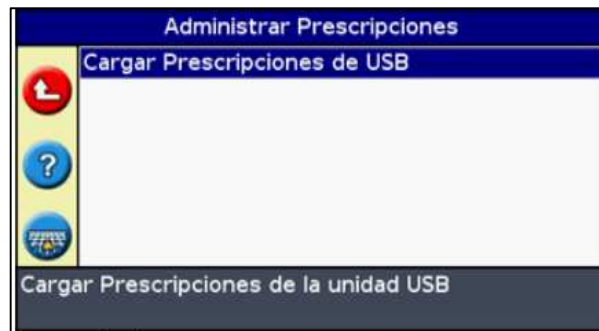 Administrar Prescripciones
Cargar Prescripciones de USB
?
Cargar Prescripciones de la unidad USB